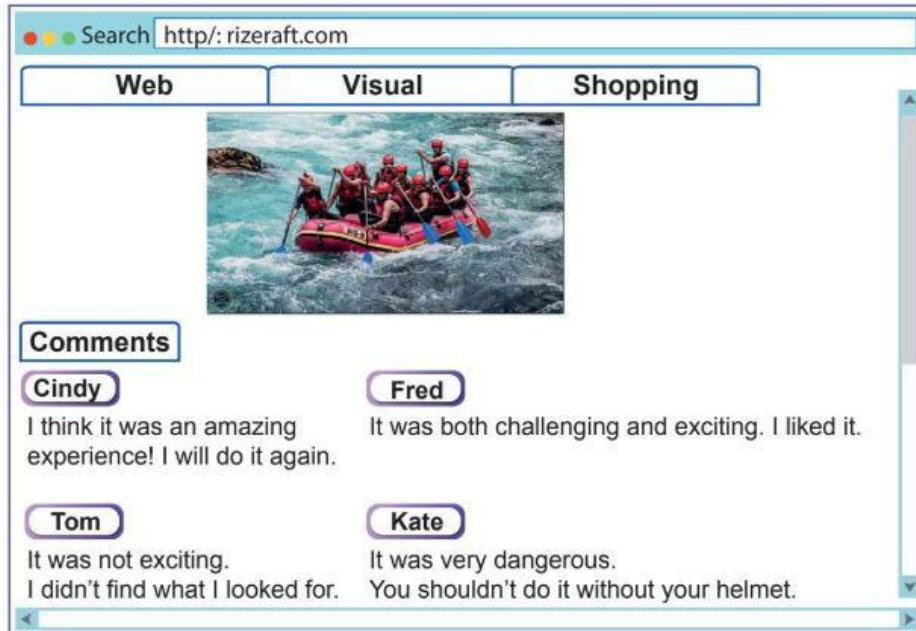 Search http/: rizeraft.com
Web Visual Shopping
Comments
Cindy
I think it was an amazing
experience! I will do it again.
Fred
It was both challenging and exciting. I liked it.
Tom
It was not exciting.
I didn’t find what I looked for.
Kate
It was very dangerous.
You shouldn’t do it without your helmet.